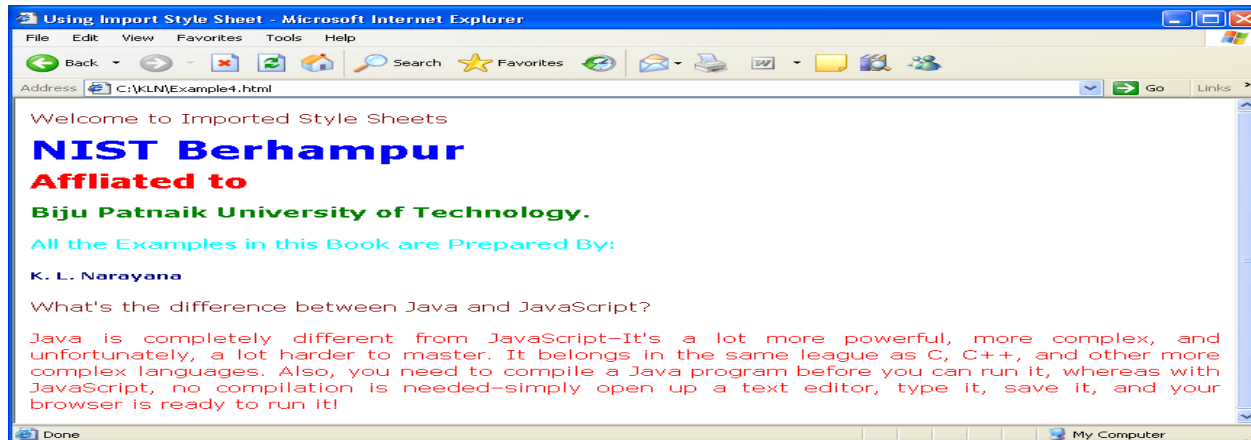 Using Import Style Sheet - Microsoft Internet Explorer
File Edit View Favorites Tools Help
Back Search Favorites
Address C:\KLN\Example4.html Go Links
Welcome to Imported Style Sheets
NIST Berhampur
Affliated to
Biju Patnaik University of Technology.
All the Examples in this Book are Prepared By:
K. L. Narayana
What's the difference between Java and JavaScript?
Java is completely different from JavaScript–It's a lot more powerful, more complex, and
unfortunately, a lot harder to master. It belongs in the same league as C, C++, and other more
complex languages. Also, you need to compile a Java program before you can run it, whereas with
JavaScript, no compilation is needed–simply open up a text editor, type it, save it, and your
browser is ready to run it!
Done My Computer